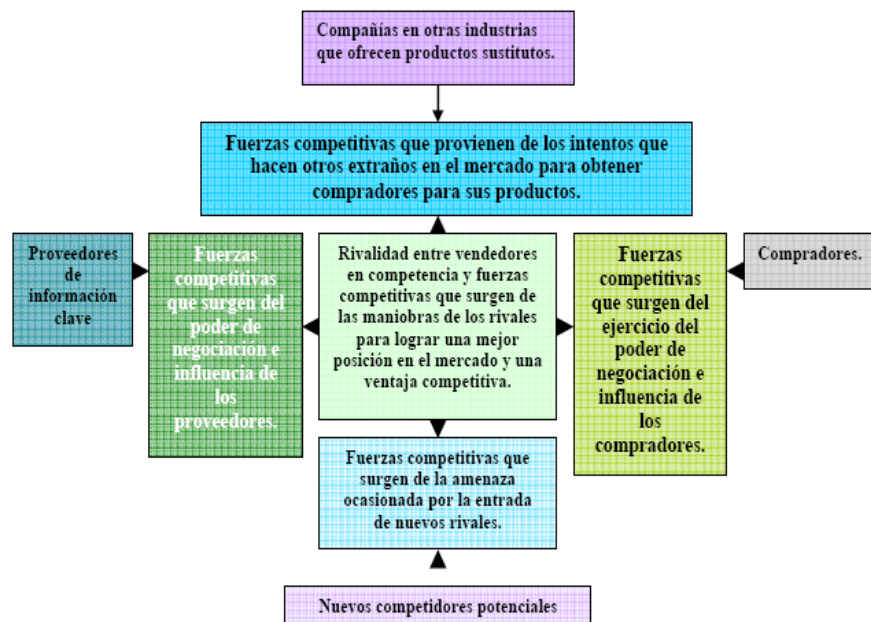 Compañías en otras industrias
que ofrecen productos sustitutos.
Fuerzas competitivas que provienen de los intentos que
hacen otros extraños en el mercado para obtener
compradores para sus productos.
Proveedores
de
información
clave
Fuerzas
competitivas
que surgen del
poder de
negociación e
influencia de
los
proveedores.
Rivalidad entre vendedores
en competencia y fuerzas
competitivas que surgen de
las maniobras de los rivales
para lograr una mejor
posición en el mercado y una
ventaja competitiva.
Fuerzas
competitivas
que surgen del
ejercicio del
poder de
negociación e
influencia de
los
compradores.
Compradores.
Fuerzas competitivas que
surgen de la amenaza
ocasionada por la entrada
de nuevos rivales.
Nuevos competidores potenciales